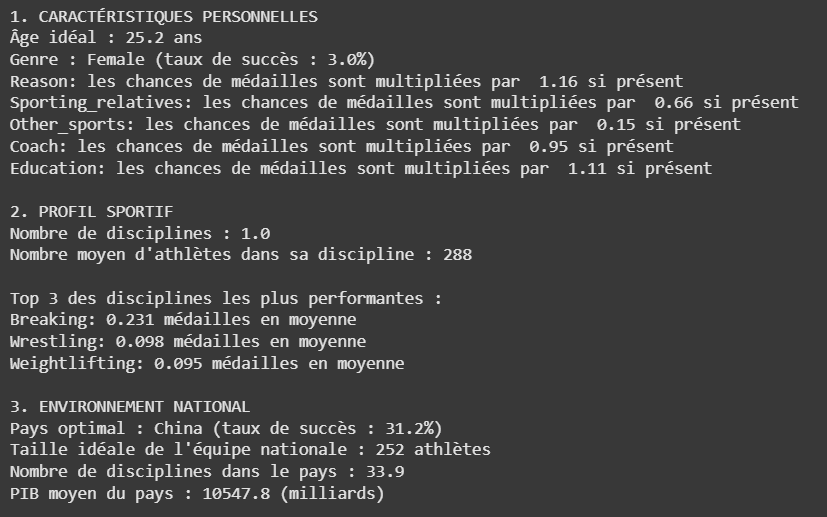 1. CARACTÉRISTIQUES PERSONNELLES
Âge idéal : 25.2 ans
Genre : Female (taux de succès : 3.0%)
Reason: les chances de médailles sont multipliées par  1.16 si présent
Sporting_relatives: les chances de médailles sont multipliées par  0.66 si présent
Other_sports: les chances de médailles sont multipliées par  0.15 si présent
Coach: les chances de médailles sont multipliées par  0.95 si présent
Education: les chances de médailles sont multipliées par  1.11 si présent

2. PROFIL SPORTIF
Nombre de disciplines : 1.0
Nombre moyen d'athlètes dans sa discipline : 288

Top 3 des disciplines les plus performantes :
Breaking: 0.231 médailles en moyenne
Wrestling: 0.098 médailles en moyenne
Weightlifting: 0.095 médailles en moyenne

3. ENVIRONNEMENT NATIONAL
Pays optimal : China (taux de succès : 31.2%)
Taille idéale de l'équipe nationale : 252 athlètes
Nombre de disciplines dans le pays : 33.9
PIB moyen du pays : 10547.8 (milliards)